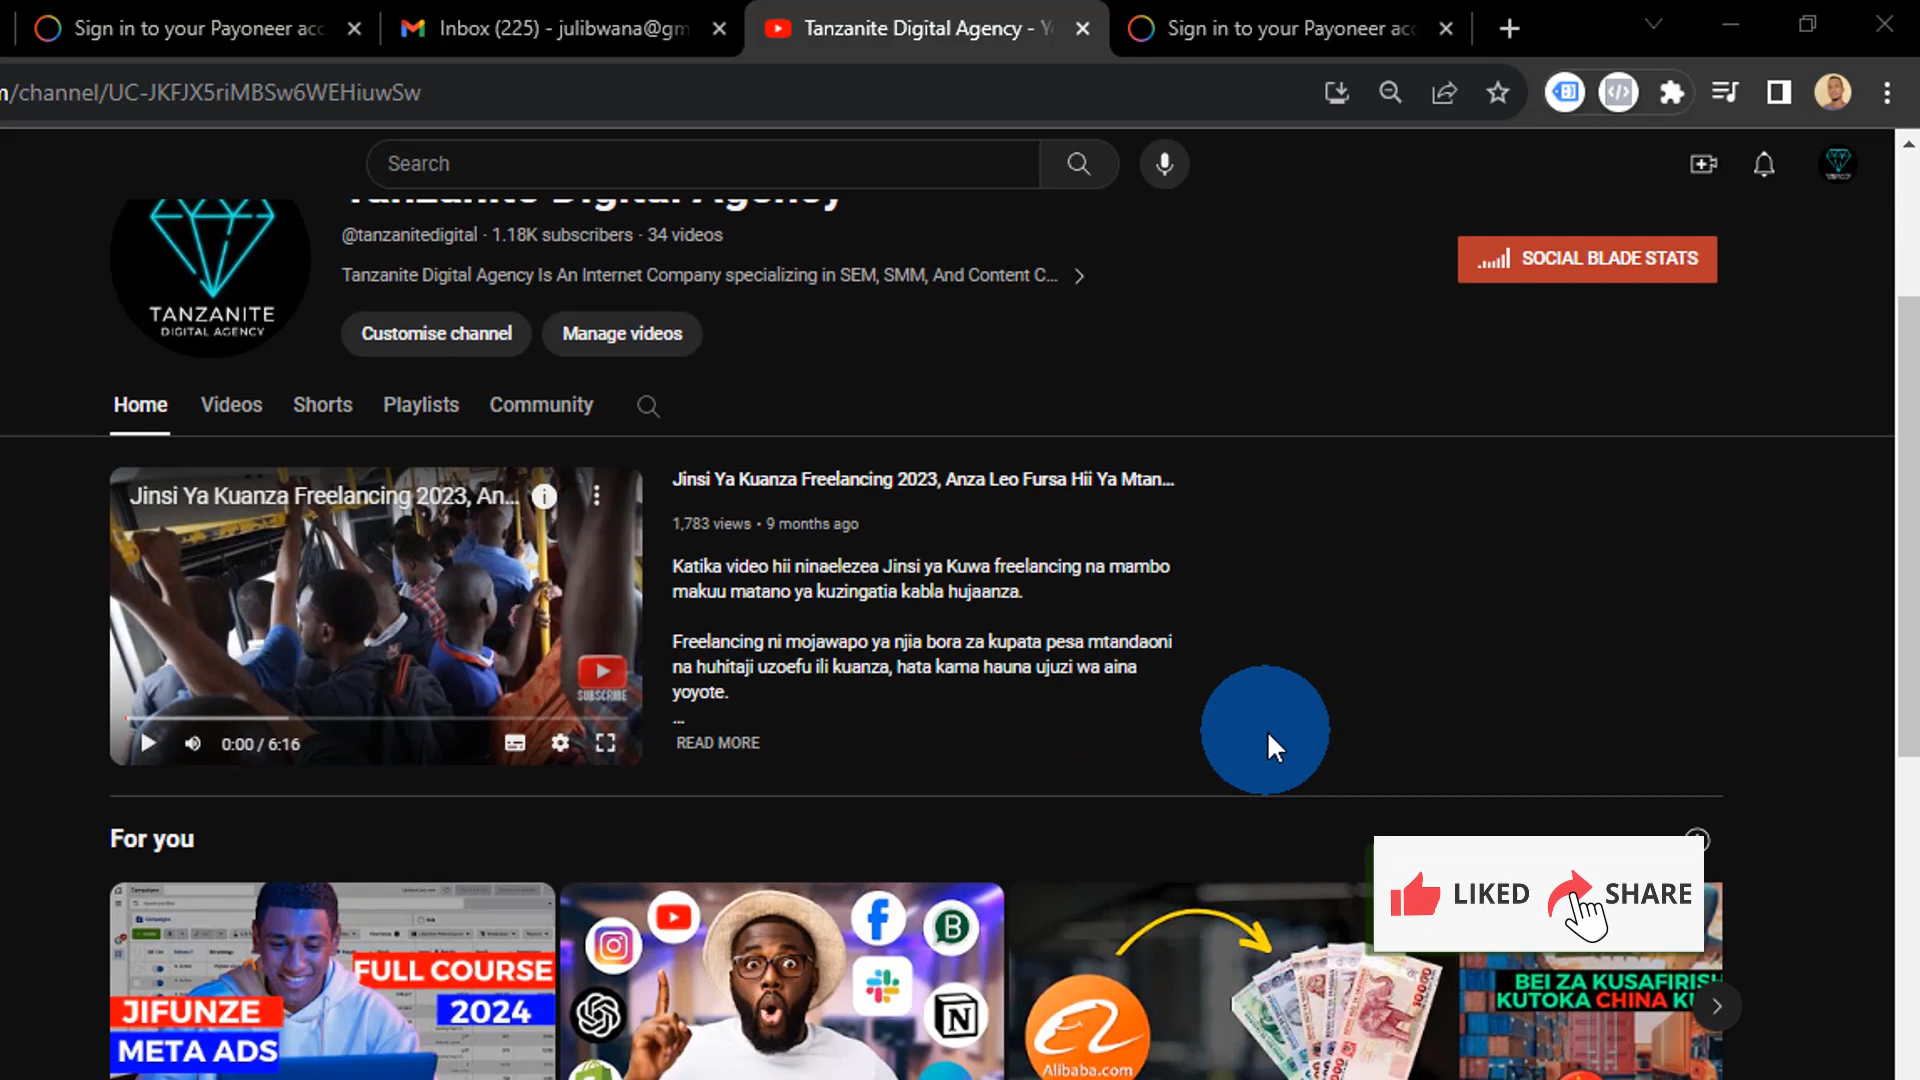 Sign in to your Payoneer acc
Inbox (225) - julibwana@gm
Tanzanite Digital Agency - Y
Sign in to your Payoneer acc
/channel/UC-JKFJX5riMBSw6WEHiuwSw
Search
Tanzanite Digital Agency
@tanzanitedigital · 1.18K subscribers · 34 videos
Tanzanite Digital Agency Is An Internet Company specializing in SEM, SMM, And Content C...
SOCIAL BLADE STATS
TANZANITE
DIGITAL AGENCY
Customise channel
Manage videos
Home
Videos
Shorts
Playlists
Community
Jinsi Ya Kuanza Freelancing 2023, An...
SUBSCRIBE
0:00 / 6:16
Jinsi Ya Kuanza Freelancing 2023, Anza Leo Fursa Hii Ya Mtan...
1,783 views • 9 months ago
Katika video hii ninaelezea Jinsi ya Kuwa freelancing na mambo
makuu matano ya kuzingatia kabla hujaanza.
Freelancing ni mojawapo ya njia bora za kupata pesa mtandaoni
na huhitaji uzoefu ili kuanza, hata kama hauna ujuzi wa aina
yoyote.
...
READ MORE
For you
LIKED
SHARE
FULL COURSE
2024
JIFUNZE
META ADS
Alibaba.com
10000
BEI ZA KUSAFIRISH
KUTOKA CHINA KU